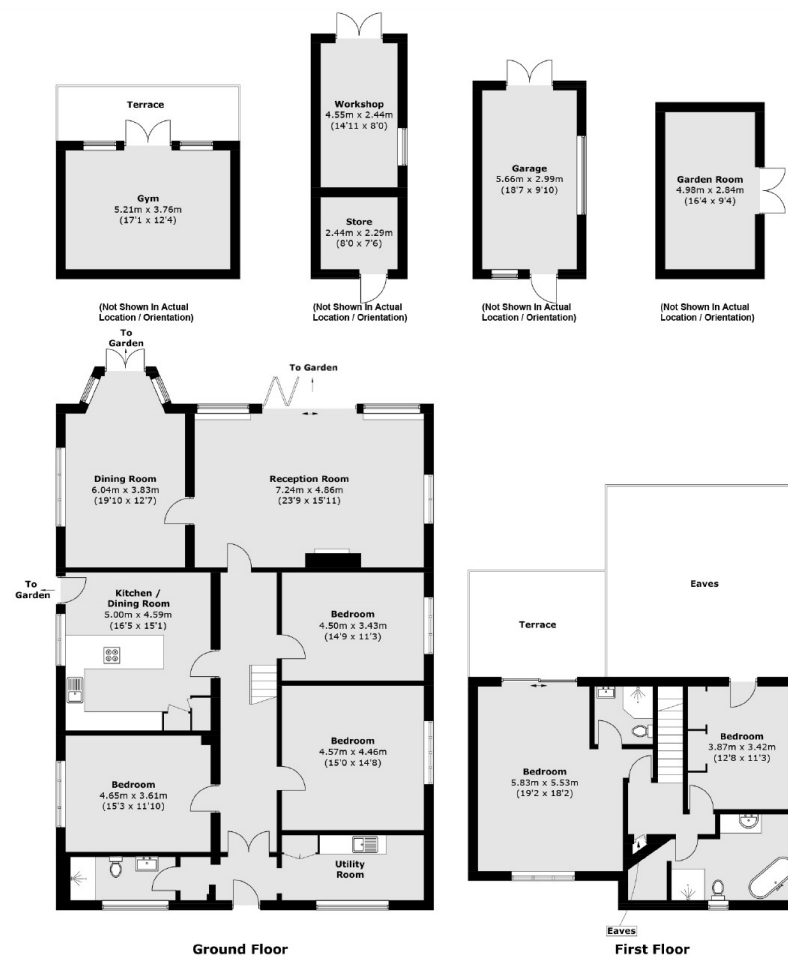 Terrace
Gym
5.21m x 3.76m
(17'1 x 12'4)
(Not Shown In Actual
Location / Orientation)
Workshop
4.55m x 2.44m
(14'11 x 8'0)
Store
2.44m x 2.29m
(8'0 x 7'6)
(Not Shown In Actual
Location / Orientation)
Garage
5.66m x 2.99m
(18'7 x 9'10)
(Not Shown In Actual
Location / Orientation)
Garden Room
4.98m x 2.84m
(16'4 x 9'4)
(Not Shown In Actual
Location / Orientation)
To
Garden
To Garden
Dining Room
6.04m x 3.83m
(19'10 x 12'7)
Reception Room
7.24m x 4.86m
(23'9 x 15'11)
To
Garden
Kitchen /
Dining Room
5.00m x 4.59m
(16'5 x 15'1)
Bedroom
4.50m x 3.43m
(14'9 x 11'3)
Bedroom
4.57m x 4.46m
(15'0 x 14'8)
Bedroom
4.65m x 3.61m
(15'3 x 11'10)
Utility
Room
Ground Floor
Eaves
Terrace
Bedroom
5.83m x 5.53m
(19'2 x 18'2)
Bedroom
3.87m x 3.42m
(12'8 x 11'3)
Eaves
First Floor